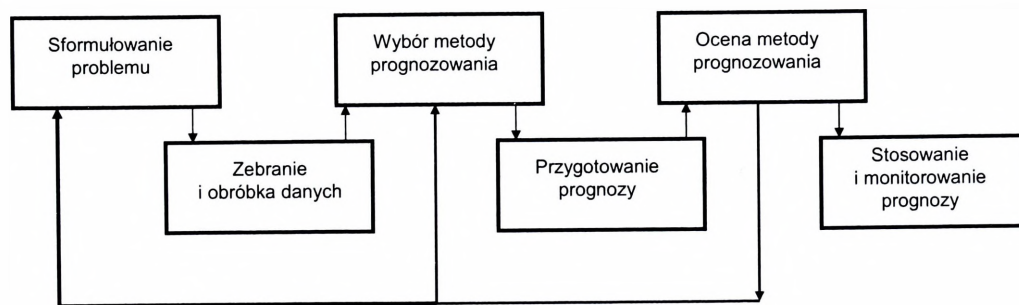 Sformułowanie
problemu
Zebranie
i obróbka danych
Wybór metody
prognozowania
Przygotowanie
prognozy
Ocena metody
prognozowania
Stosowanie
i monitorowanie
prognozy